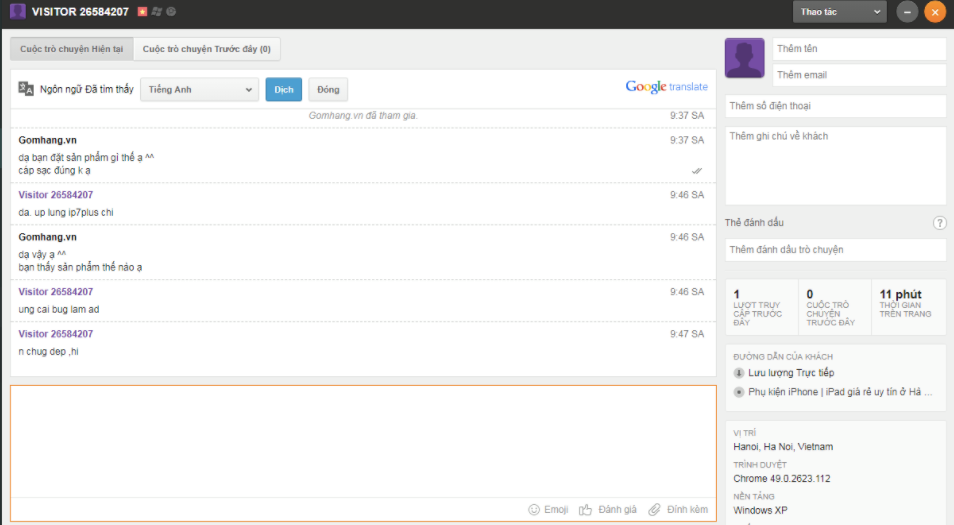 VISITOR 26584207
Thao tác
Cuộc trò chuyện Hiện tại
Cuộc trò chuyện Trước đây (0)
Ngôn ngữ Đã tìm thấy
Tiếng Anh
Dịch
Đóng
Google translate
Gomhang.vn đã tham gia.
9:37 SA
Gomhang.vn
9:37 SA
dạ bạn đặt sản phẩm gì thế ạ ^^
cáp sạc đúng k ạ
Visitor 26584207
9:46 SA
da. up lung ip7plus chi
Gomhang.vn
9:46 SA
dạ vậy ạ ^^
bạn thấy sản phẩm thế nào ạ
Visitor 26584207
9:46 SA
ung cai bug lam ad
Visitor 26584207
9:47 SA
n chug dep ,hi
Emoji
Đánh giá
Đính kèm
Thêm tên
Thêm email
Thêm số điện thoại
Thêm ghi chú về khách
Thẻ đánh dấu
?
Thêm đánh dấu trò chuyện
1
LƯỢT TRUY
CẬP TRƯỚC
ĐÂY
0
CUỘC TRÒ
CHUYỆN
TRƯỚC ĐÂY
11 phút
THỜI GIAN
TRÊN TRANG
ĐƯỜNG DẪN CỦA KHÁCH
Lưu lượng Trực tiếp
Phụ kiện iPhone | iPad giá rẻ uy tín ở Hà ...
VỊ TRÍ
Hanoi, Ha Noi, Vietnam
TRÌNH DUYỆT
Chrome 49.0.2623.112
NỀN TẢNG
Windows XP